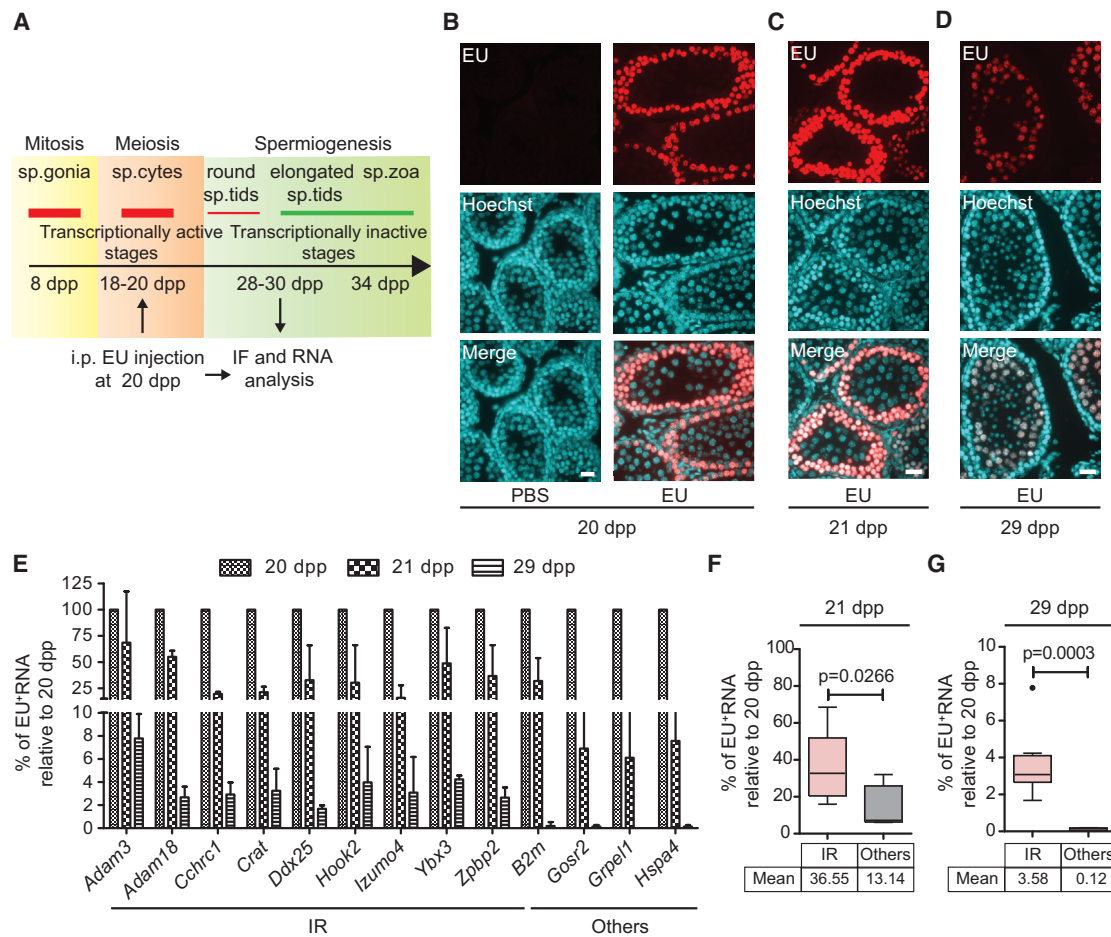 A
Mitosis Meiosis Spermiogenesis
sp.gonia sp.cytes round elongated sp.zoa
sp.tids sp.tids
Transcriptionally active Transcriptionally inactive
stages stages
8 dpp 18-20 dpp 28-30 dpp 34 dpp
i.p. EU injection IF and RNA
at 20 dpp analysis
B
EU
Hoechst
Merge
PBS EU
20 dpp
C
EU
Hoechst
Merge
EU
21 dpp
D
EU
Hoechst
Merge
EU
29 dpp
E
20 dpp 21 dpp 29 dpp
% of EU⁺RNA
relative to 20 dpp
125
100
75
50
25
10
8
6
4
2
0
Adam3 Adam18 Cchrc1 Crat Ddx25 Hook2 Izumo4 Ybx3 Zpbp2 B2m Gosr2 Grpel1 Hspa4
IR Others
F
21 dpp
p=0.0266
% of EU⁺RNA
relative to 20 dpp
100
80
60
40
20
0
IR Others
Mean 36.55 13.14
G
29 dpp
p=0.0003
% of EU⁺RNA
relative to 20 dpp
10
8
6
4
2
0
IR Others
Mean 3.58 0.12